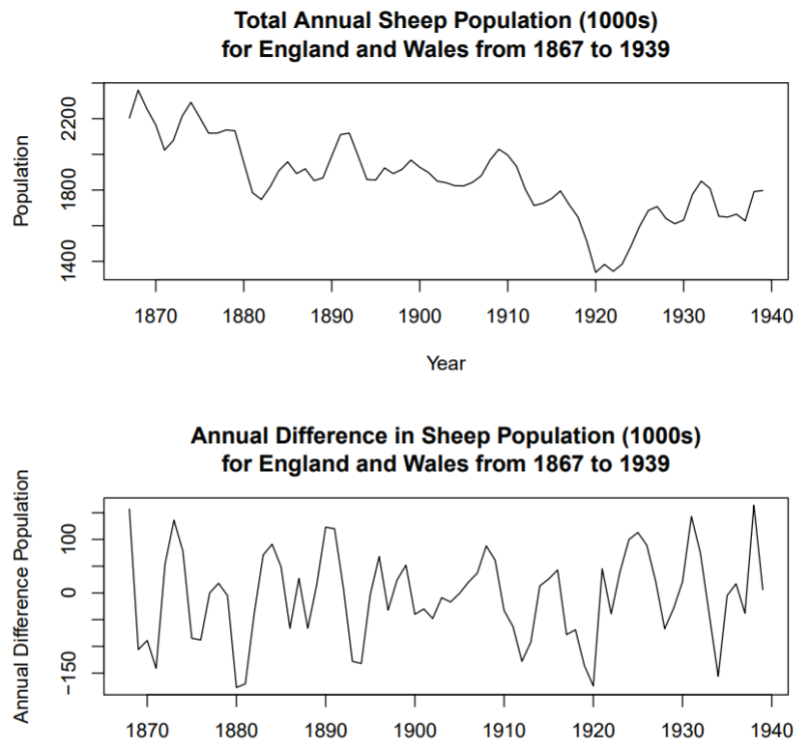 Total Annual Sheep Population (1000s)
for England and Wales from 1867 to 1939
Population
2200
1800
1400
1870 1880 1890 1900 1910 1920 1930 1940
Year
Annual Difference in Sheep Population (1000s)
for England and Wales from 1867 to 1939
Annual Difference Population
100
0
−150
1870 1880 1890 1900 1910 1920 1930 1940